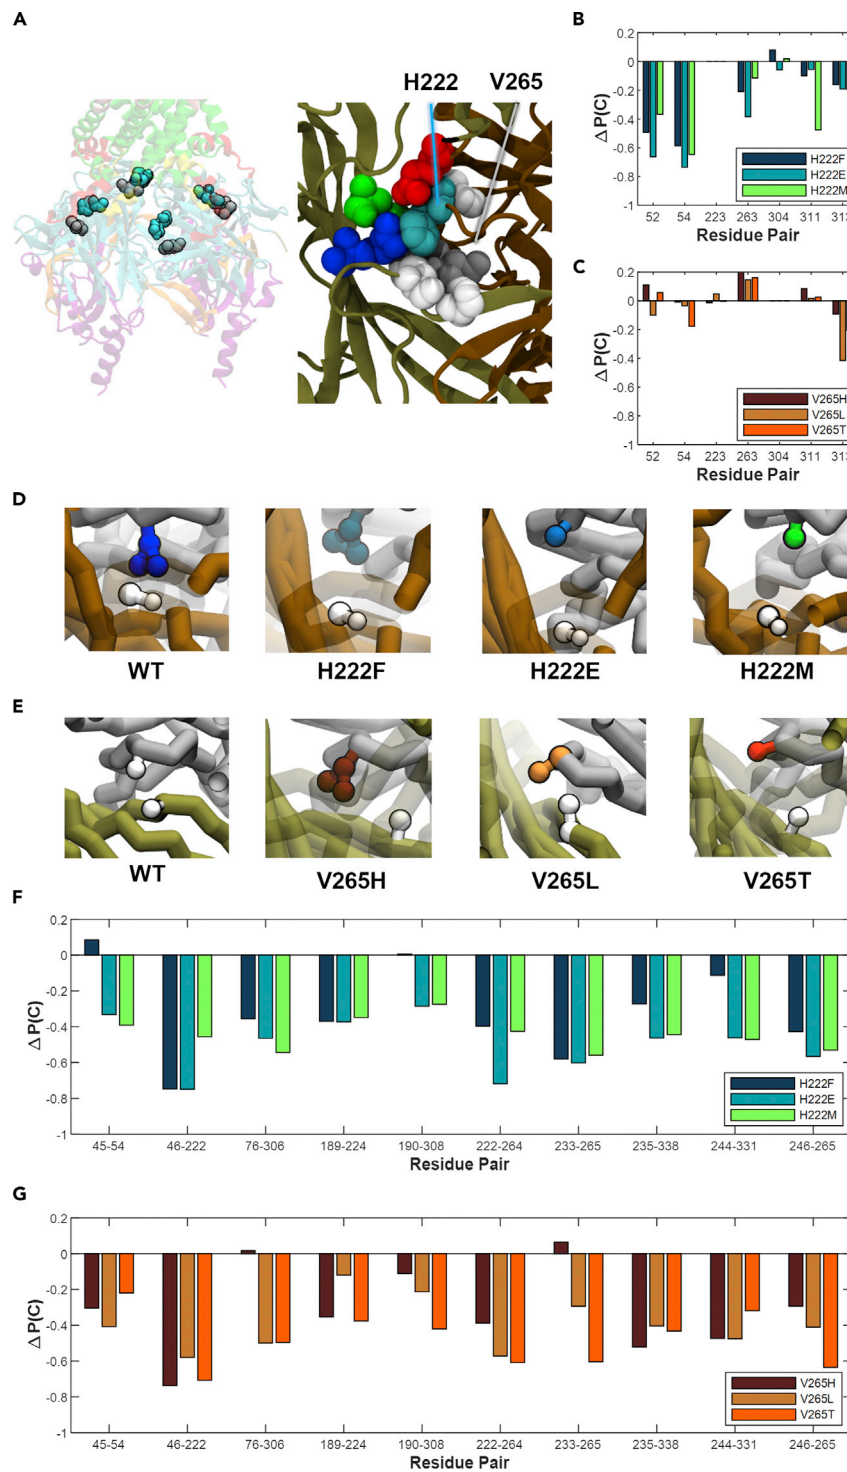 A
H222 V265
B
0.2
0
-0.2
-0.4
-0.6
-0.8
-1
Δ P(C)
H222F
H222E
H222M
52 54 223 263 304 311 313
Residue Pair
C
0.2
0
-0.2
-0.4
-0.6
-0.8
-1
Δ P(C)
V265H
V265L
V265T
52 54 223 263 304 311 313
Residue Pair
D
WT H222F H222E H222M
E
WT V265H V265L V265T
F
0.2
0
-0.2
-0.4
-0.6
-0.8
-1
Δ P(C)
H222F
H222E
H222M
45-54 46-222 76-306 189-224 190-308 222-264 233-265 235-338 244-331 246-265
Residue Pair
G
0.2
0
-0.2
-0.4
-0.6
-0.8
-1
Δ P(C)
V265H
V265L
V265T
45-54 46-222 76-306 189-224 190-308 222-264 233-265 235-338 244-331 246-265
Residue Pair